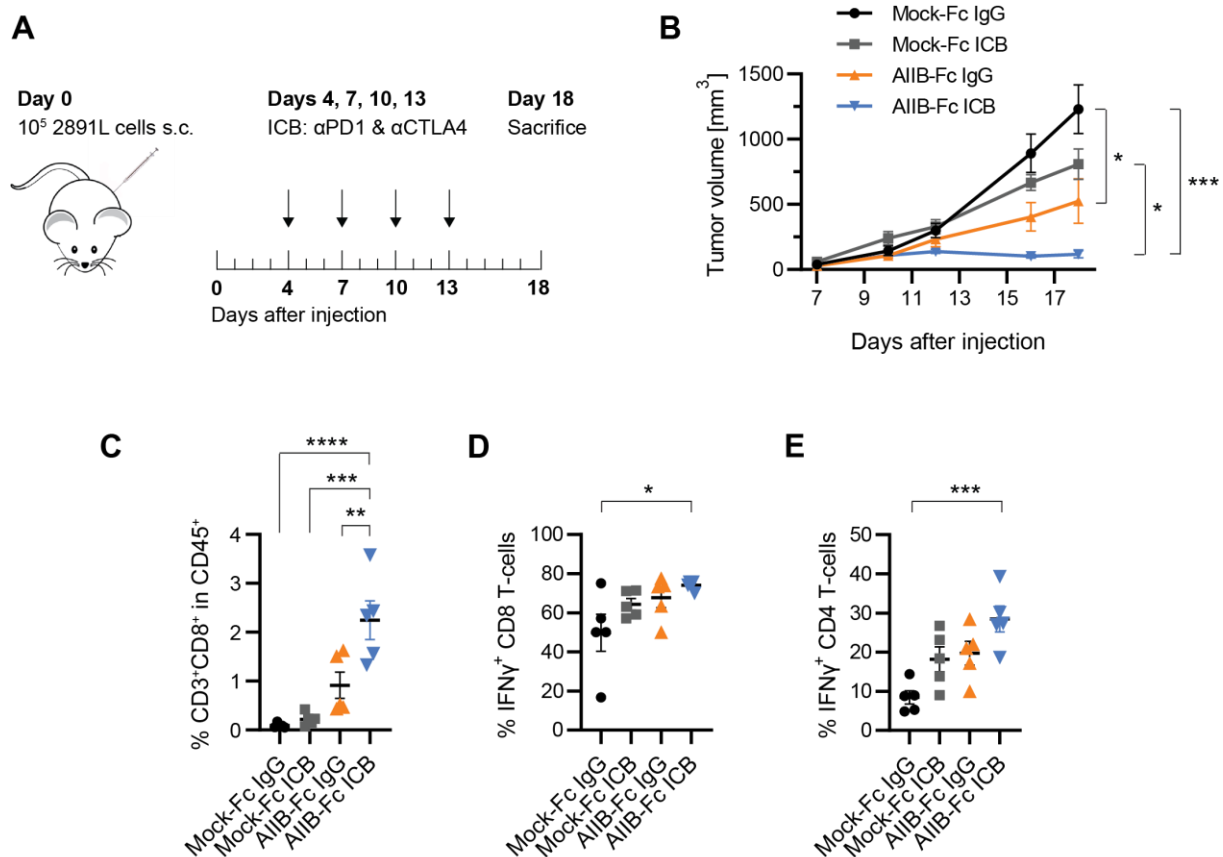 A
Day 0
10⁵ 2891L cells s.c.
Days 4, 7, 10, 13
ICB: αPD1 & αCTLA4
Day 18
Sacrifice
0 4 7 10 13 18
Days after injection
B
Mock-Fc IgG
Mock-Fc ICB
AIIB-Fc IgG
AIIB-Fc ICB
Tumor volume [mm³]
1500
1000
500
0
7 9 11 13 15 17
Days after injection
*
*
***
C
****
***
**
% CD3⁺CD8⁺ in CD45⁺
4
3
2
1
0
Mock-Fc IgG
Mock-Fc ICB
AIIB-Fc IgG
AIIB-Fc ICB
D
*
% IFNγ⁺ CD8 T-cells
100
80
60
40
20
0
Mock-Fc IgG
Mock-Fc ICB
AIIB-Fc IgG
AIIB-Fc ICB
E
***
% IFNγ⁺ CD4 T-cells
50
40
30
20
10
0
Mock-Fc IgG
Mock-Fc ICB
AIIB-Fc IgG
AIIB-Fc ICB